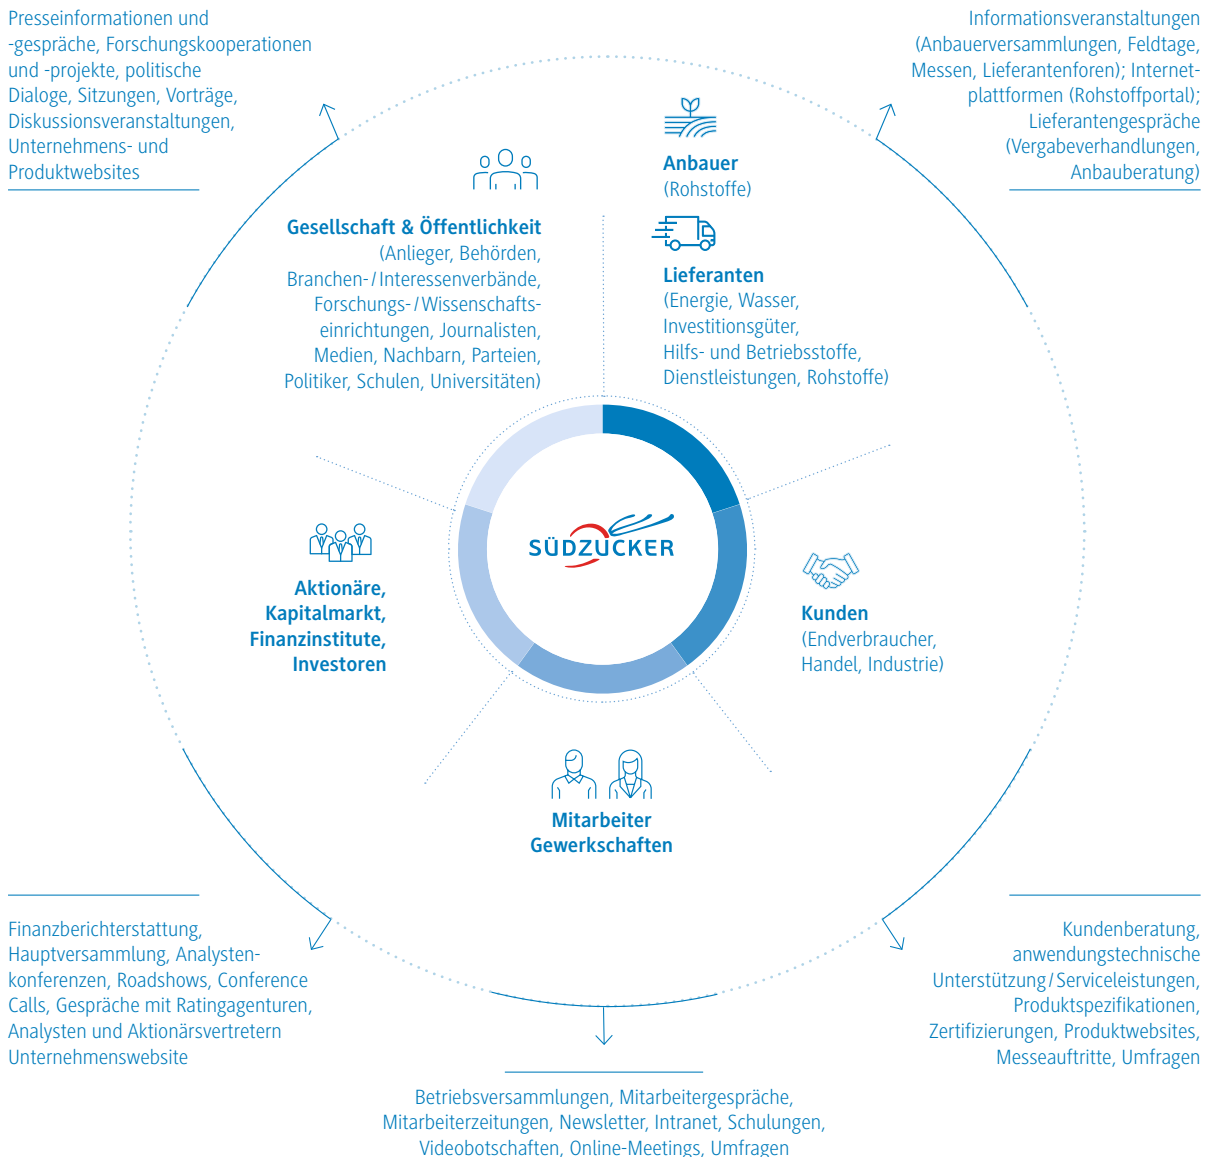 Presseinformationen und
-gespräche, Forschungskooperationen
und -projekte, politische
Dialoge, Sitzungen, Vorträge,
Diskussionsveranstaltungen,
Unternehmens- und
Produktwebsites
Informationsveranstaltungen
(Anbauerversammlungen, Feldtage,
Messen, Lieferantenforen); Internet-
plattformen (Rohstoffportal);
Lieferantengespräche
(Vergabeverhandlungen,
Anbauberatung)
Gesellschaft & Öffentlichkeit
(Anlieger, Behörden,
Branchen-/Interessenverbände,
Forschungs-/Wissenschafts-
einrichtungen, Journalisten,
Medien, Nachbarn, Parteien,
Politiker, Schulen, Universitäten)
Anbauer
(Rohstoffe)
Lieferanten
(Energie, Wasser,
Investitionsgüter,
Hilfs- und Betriebsstoffe,
Dienstleistungen, Rohstoffe)
SÜDZUCKER
Aktionäre,
Kapitalmarkt,
Finanzinstitute,
Investoren
Kunden
(Endverbraucher,
Handel, Industrie)
Mitarbeiter
Gewerkschaften
Finanzberichterstattung,
Hauptversammlung, Analysten-
konferenzen, Roadshows, Conference
Calls, Gespräche mit Ratingagenturen,
Analysten und Aktionärsvertretern
Unternehmenswebsite
Kundenberatung,
anwendungstechnische
Unterstützung/Serviceleistungen,
Produktspezifikationen,
Zertifizierungen, Produktwebsites,
Messeauftritte, Umfragen
Betriebsversammlungen, Mitarbeitergespräche,
Mitarbeiterzeitungen, Newsletter, Intranet, Schulungen,
Videobotschaften, Online-Meetings, Umfragen